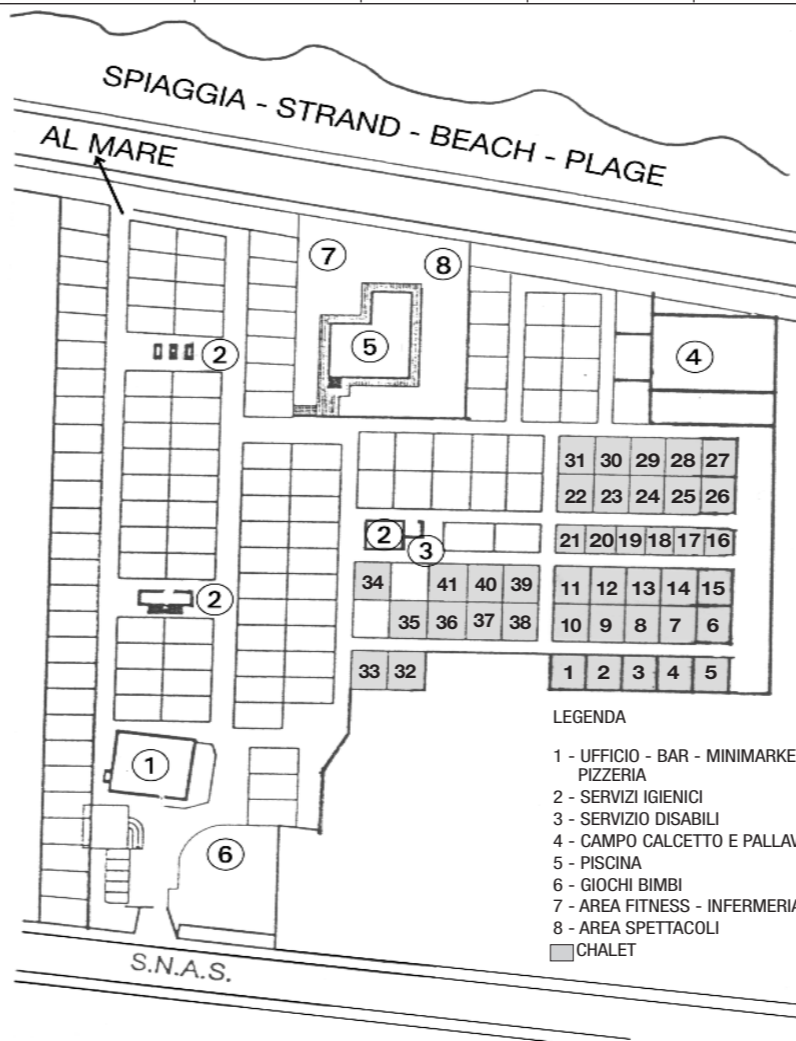 SPIAGGIA - STRAND - BEACH - PLAGE
AL MARE
7
8
2
5
4
31 30 29 28 27
22 23 24 25 26
2
3
21 20 19 18 17 16
34 41 40 39
11 12 13 14 15
2
35 36 37 38
10 9 8 7 6
33 32
1 2 3 4 5
1
6
LEGENDA
1 - UFFICIO - BAR - MINIMARKE
PIZZERIA
2 - SERVIZI IGIENICI
3 - SERVIZIO DISABILI
4 - CAMPO CALCETTO E PALLAV
5 - PISCINA
6 - GIOCHI BIMBI
7 - AREA FITNESS - INFERMERIA
8 - AREA SPETTACOLI
CHALET
S.N.A.S.